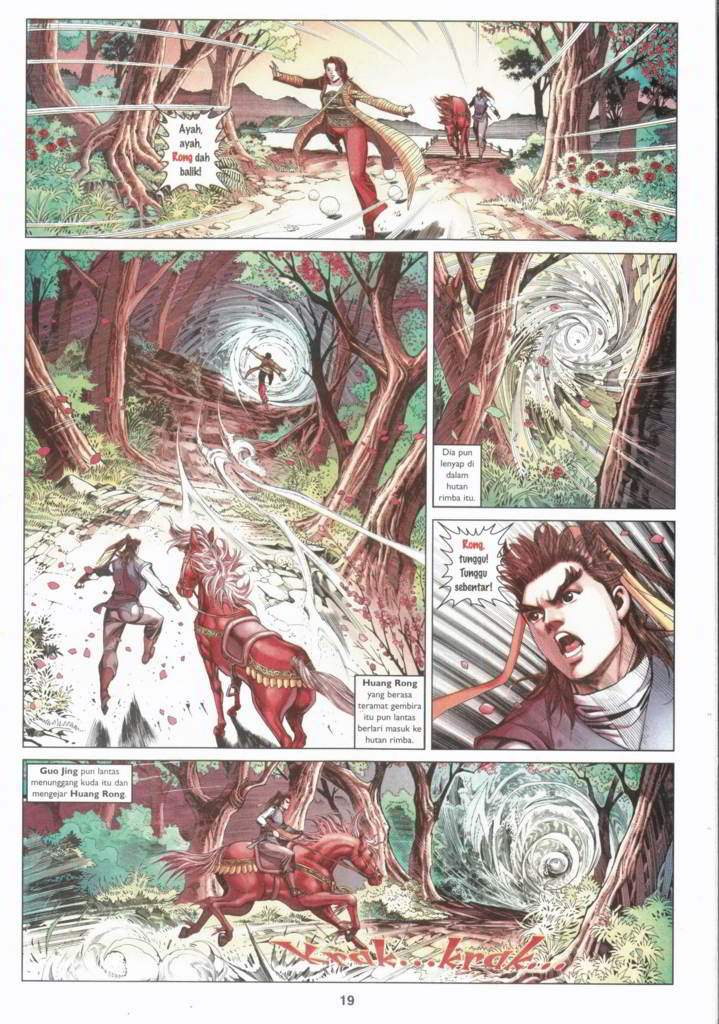 Ayah,
ayah,
Rong dah
balik!
Huang Rong
yang berasa
teramat gembira
itu pun lantas
berlari masuk ke
hutan rimba.
Dia pun
lenyap di
dalam
hutan
rimba itu.
Rong,
tunggu!
Tunggu
sebentar!
Guo Jing pun lantas
menunggang kuda itu dan
mengejar Huang Rong.
Krak...krak...
19